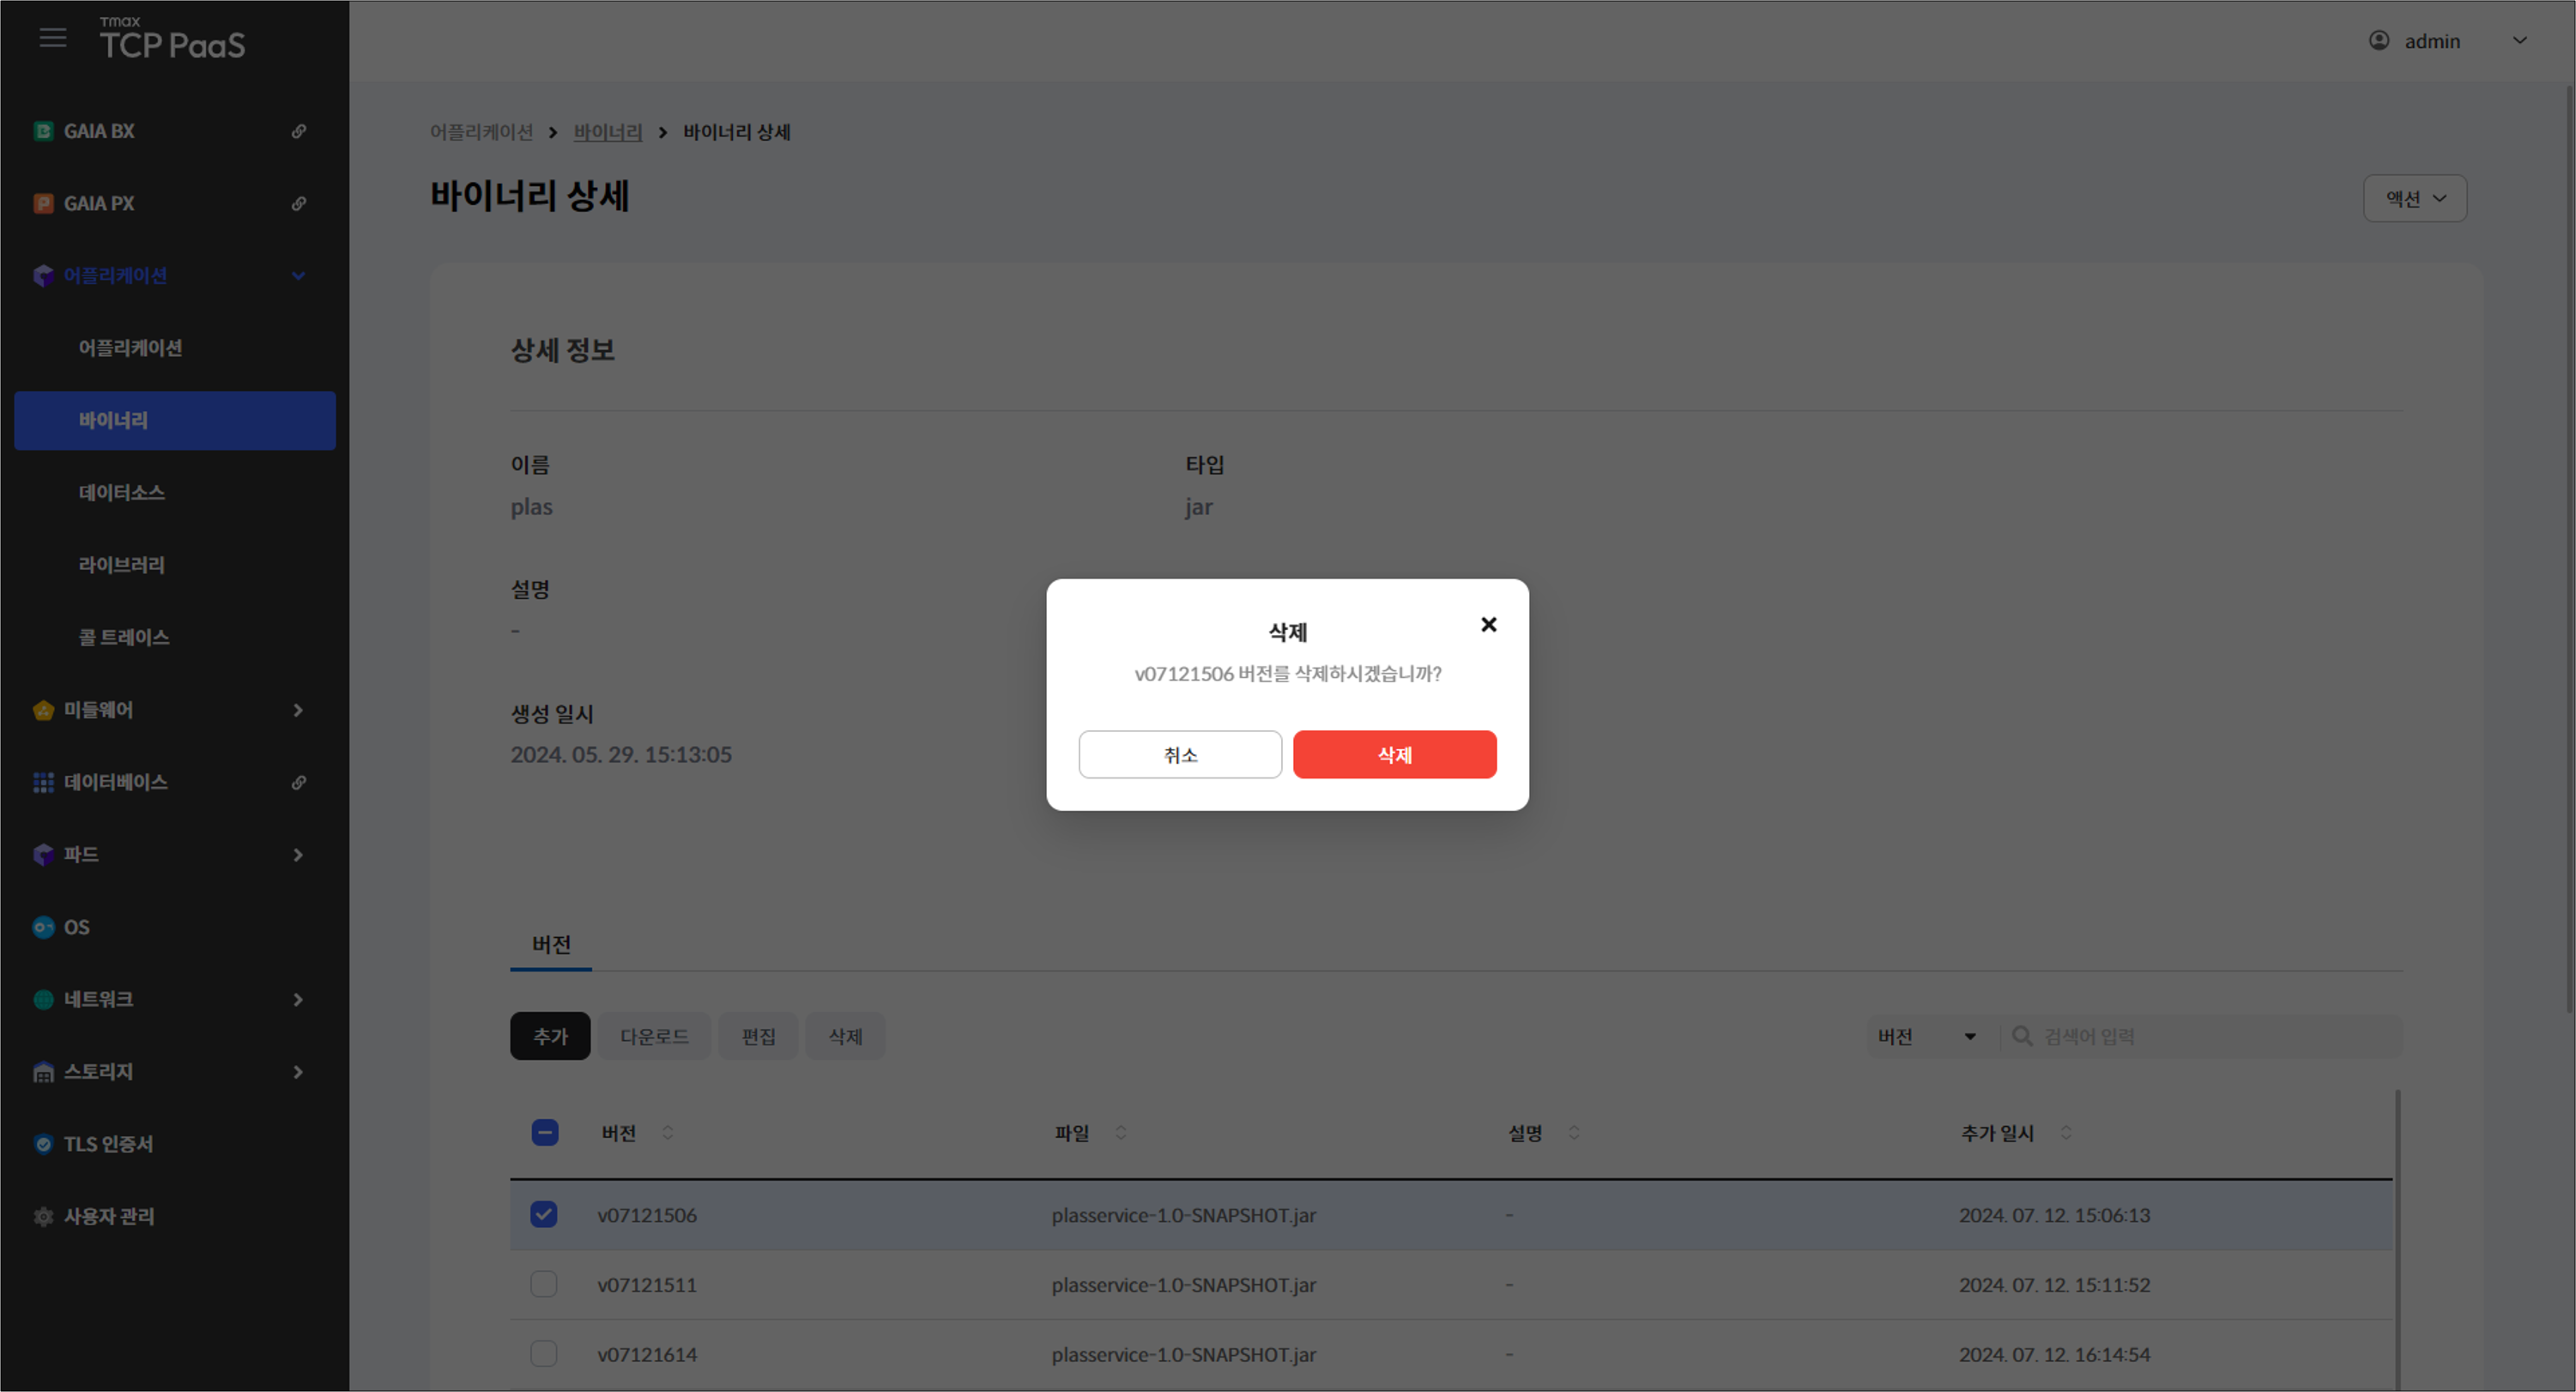 Tmax
TCP PaaS
admin
GAIA BX
GAIA PX
어플리케이션
어플리케이션
바이너리
데이터소스
라이브러리
콜 트레이스
미들웨어
데이터베이스
파드
OS
네트워크
스토리지
TLS 인증서
사용자 관리
어플리케이션 > 바이너리 > 바이너리 상세
바이너리 상세
액션
상세 정보
이름
plas
타입
jar
설명
-
생성 일시
2024. 05. 29. 15:13:05
삭제
v07121506 버전를 삭제하시겠습니까?
취소 삭제
버전
추가 다운로드 편집 삭제
버전 검색어 입력
버전 파일 설명 추가 일시
v07121506 plasservice-1.0-SNAPSHOT.jar - 2024. 07. 12. 15:06:13
v07121511 plasservice-1.0-SNAPSHOT.jar - 2024. 07. 12. 15:11:52
v07121614 plasservice-1.0-SNAPSHOT.jar - 2024. 07. 12. 16:14:54